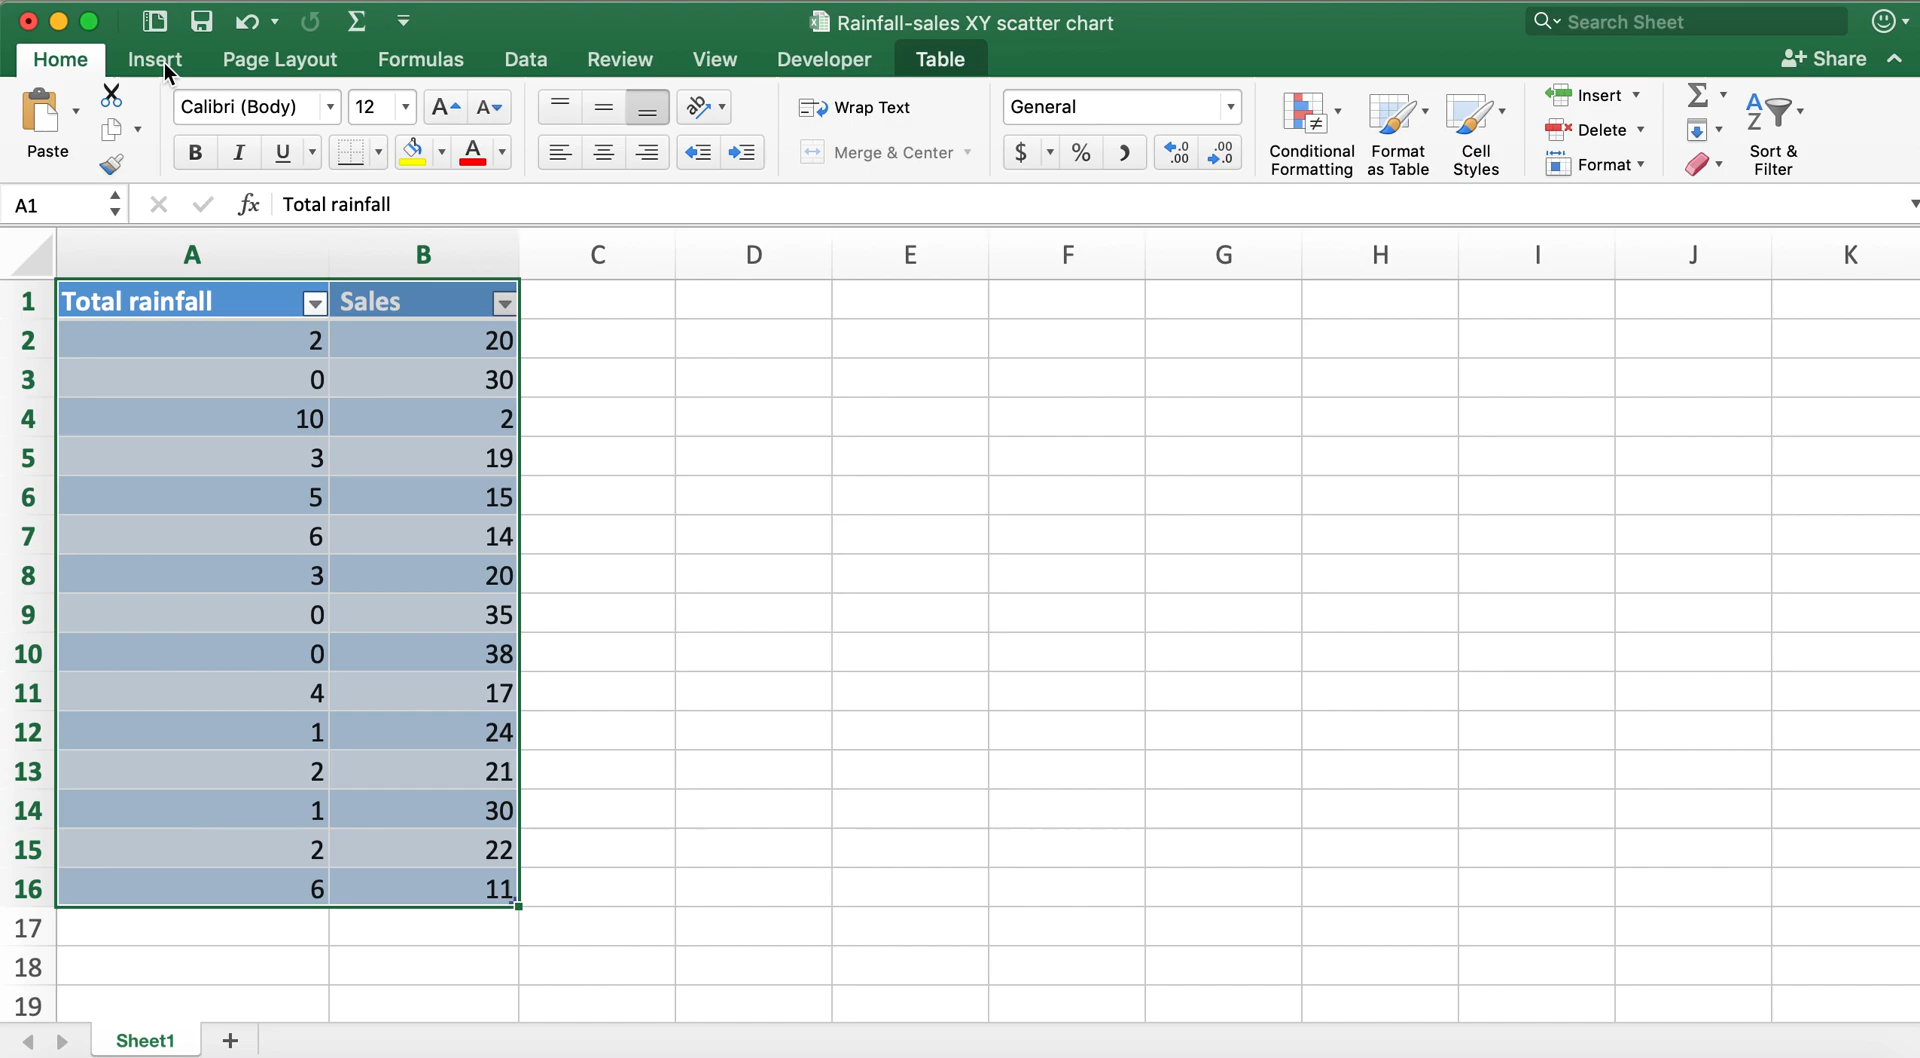 Rainfall-sales XY scatter chart
Search Sheet
Home Insert Page Layout Formulas Data Review View Developer Table Share
Paste
Calibri (Body) 12
Wrap Text
Merge & Center
General
Conditional Formatting
Format as Table
Cell Styles
Insert
Delete
Format
Sort & Filter
A1 fx Total rainfall
A B C D E F G H I J K
1 Total rainfall Sales
2 2 20
3 0 30
4 10 2
5 3 19
6 5 15
7 6 14
8 3 20
9 0 35
10 0 38
11 4 17
12 1 24
13 2 21
14 1 30
15 2 22
16 6 11
17
18
19
Sheet1